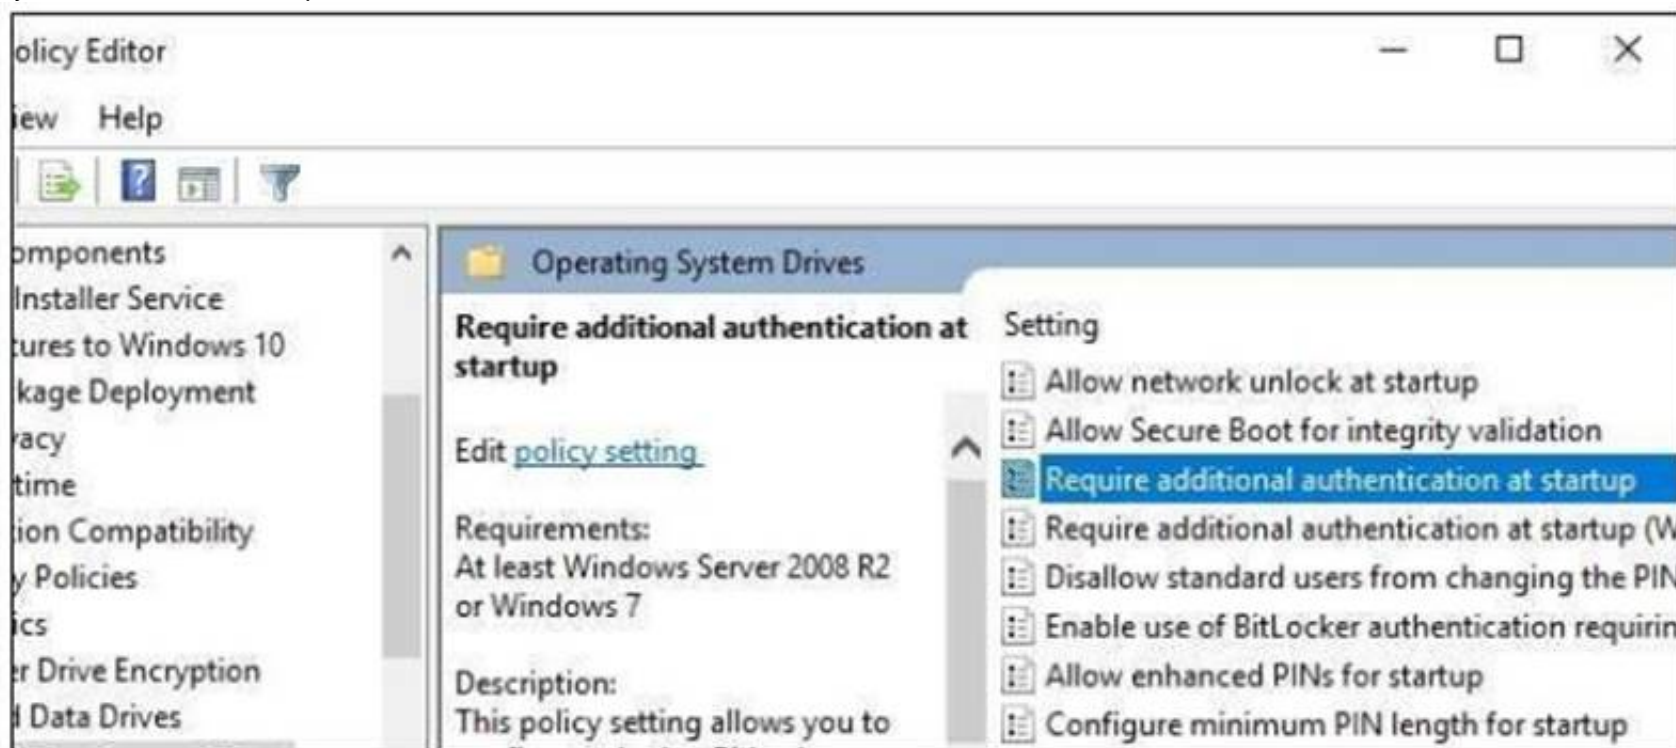 olicy Editor
iew Help
omponents
Installer Service
tures to Windows 10
kage Deployment
acy
time
ion Compatibility
y Policies
ics
er Drive Encryption
d Data Drives
Operating System Drives
Require additional authentication at
startup
Edit policy setting
Requirements:
At least Windows Server 2008 R2
or Windows 7
Description:
This policy setting allows you to
Setting
Allow network unlock at startup
Allow Secure Boot for integrity validation
Require additional authentication at startup
Require additional authentication at startup (W
Disallow standard users from changing the PIN
Enable use of BitLocker authentication requirin
Allow enhanced PINs for startup
Configure minimum PIN length for startup